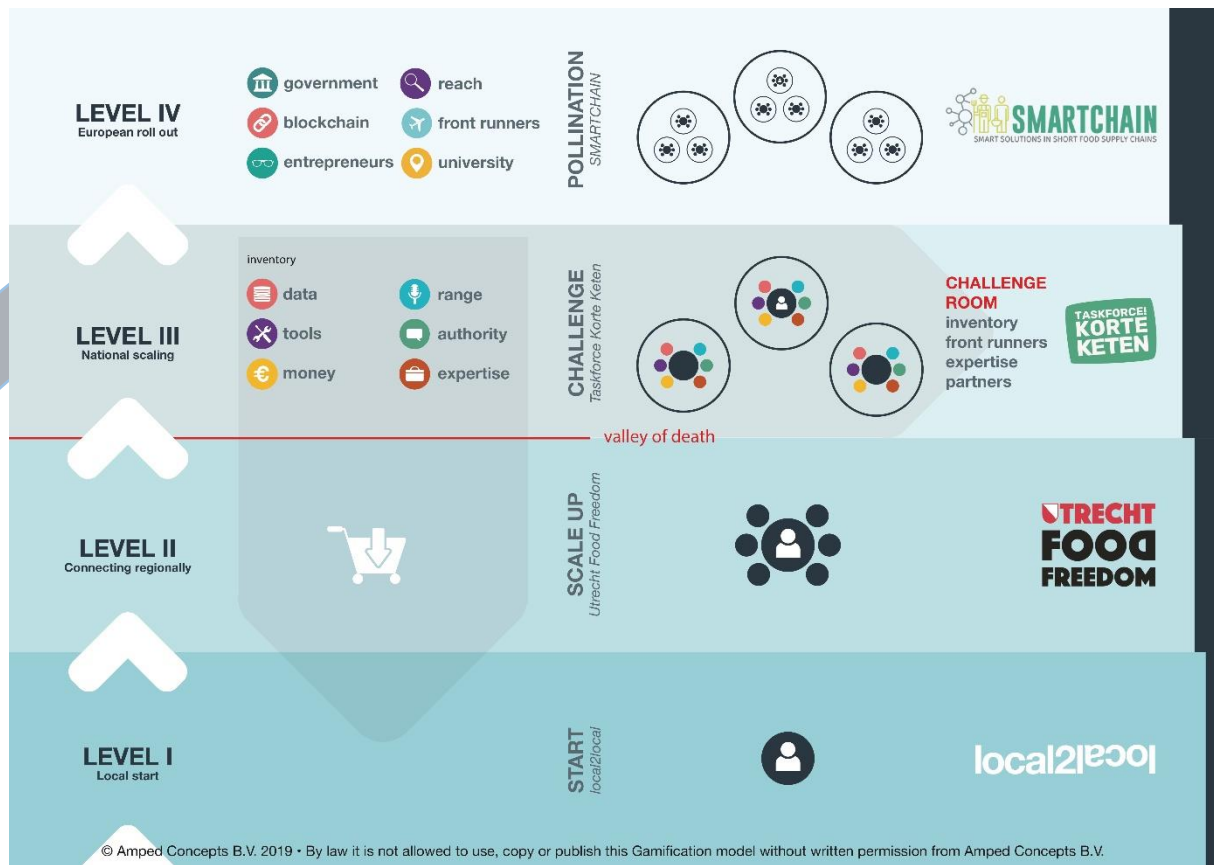 LEVEL IV
European roll out
government
blockchain
entrepreneurs
reach
front runners
university
POLLINATION
SMARTCHAIN
SMARTCHAIN
SMART SOLUTIONS IN SHORT FOOD SUPPLY CHAINS
LEVEL III
National scaling
inventory
data
tools
money
range
authority
expertise
CHALLENGE
Taskforce Korte Keten
CHALLENGE
ROOM
inventory
front runners
expertise
partners
TASKFORCE!
KORTE
KETEN
valley of death
LEVEL II
Connecting regionally
SCALE UP
Utrecht Food Freedom
UTRECHT
FOOD
FREEDOM
LEVEL I
Local start
START
local2local
local2local
© Amped Concepts B.V. 2019 • By law it is not allowed to use, copy or publish this Gamification model without written permission from Amped Concepts B.V.